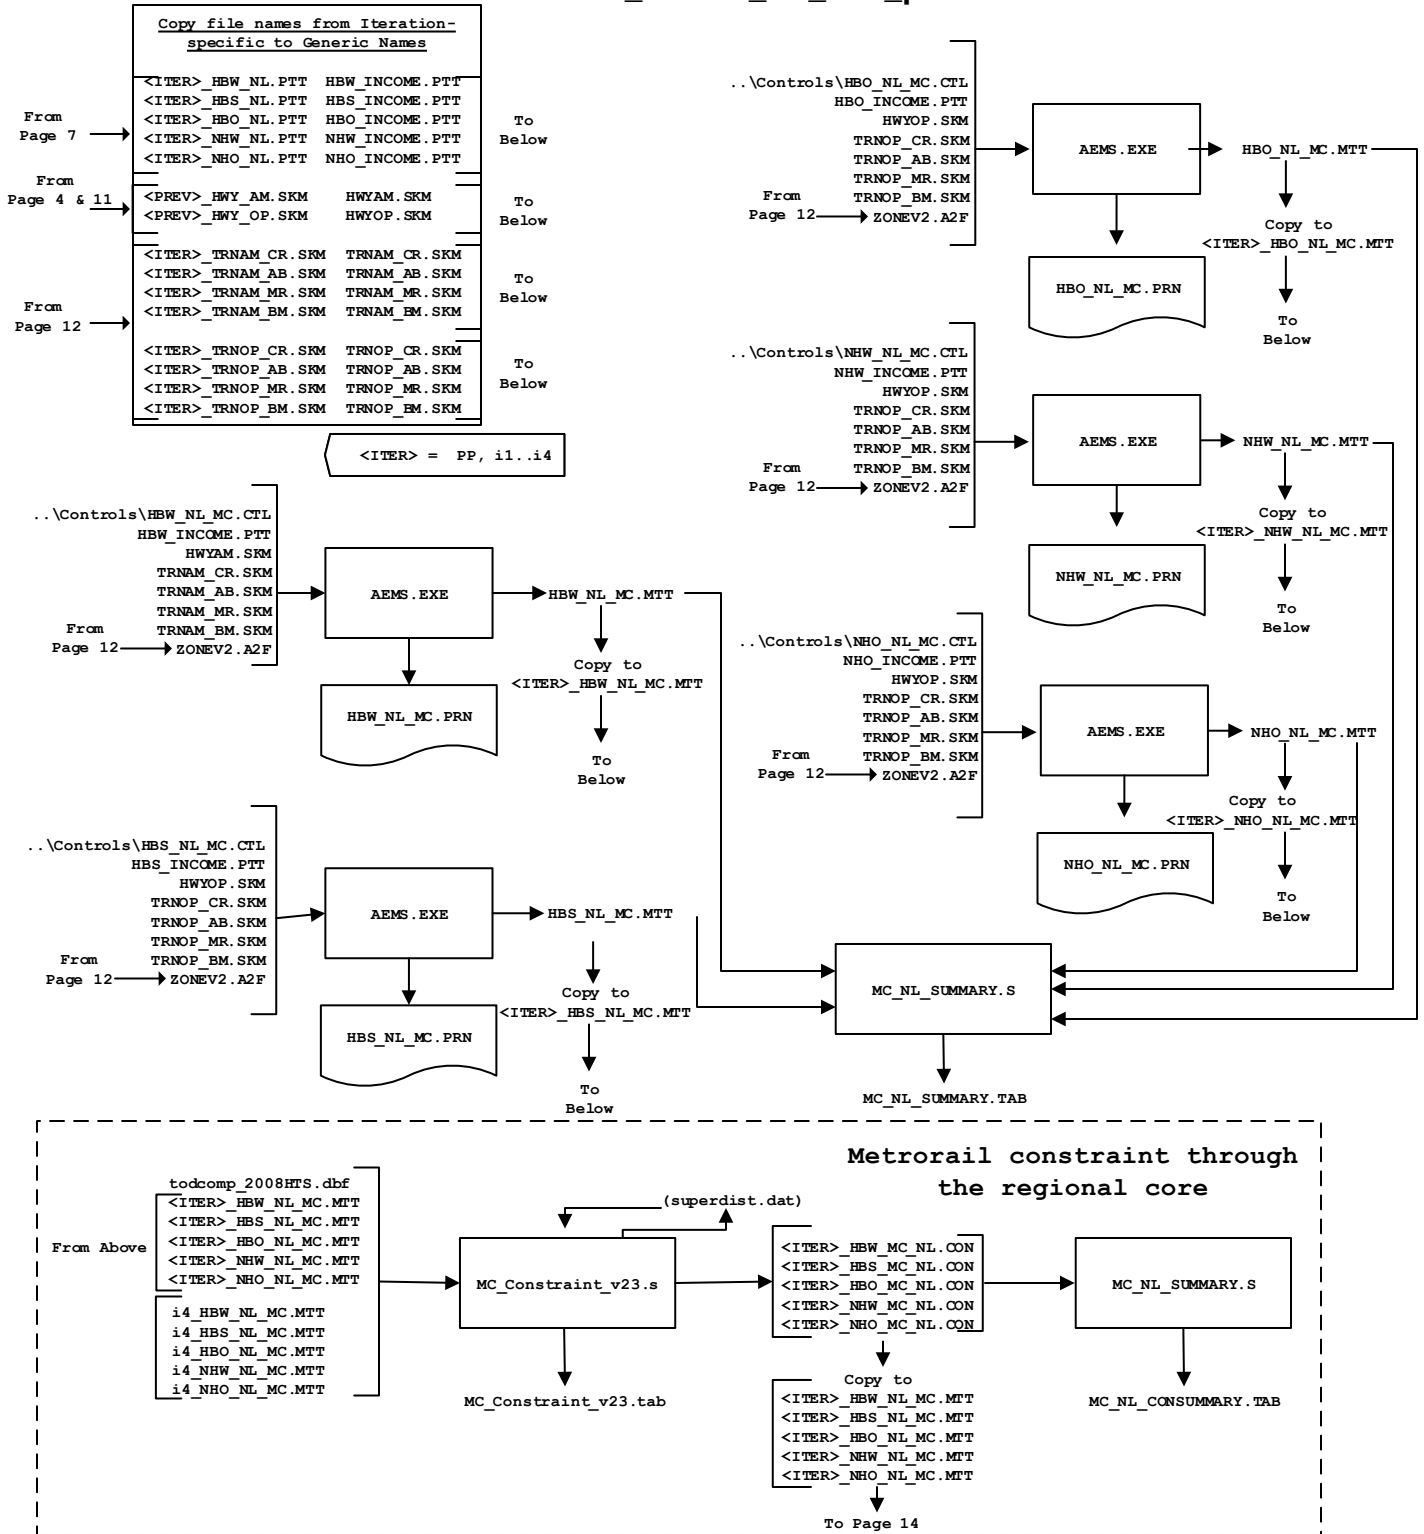 Copy file names from Iteration-
specific to Generic Names
<ITER>_HBW_NL.PTT HBW_INCOME.PTT
<ITER>_HBS_NL.PTT HBS_INCOME.PTT
<ITER>_HBO_NL.PTT HBO_INCOME.PTT
<ITER>_NHW_NL.PTT NHW_INCOME.PTT
<ITER>_NHO_NL.PTT NHO_INCOME.PTT
From
Page 7
To
Below
From
Page 4 & 11
<PREV>_HWY_AM.SKM HWYAM.SKM
<PREV>_HWY_OP.SKM HWYOP.SKM
To
Below
<ITER>_TRNAM_CR.SKM TRNAM_CR.SKM
<ITER>_TRNAM_AB.SKM TRNAM_AB.SKM
<ITER>_TRNAM_MR.SKM TRNAM_MR.SKM
<ITER>_TRNAM_BM.SKM TRNAM_BM.SKM
To
Below
From
Page 12
<ITER>_TRNOP_CR.SKM TRNOP_CR.SKM
<ITER>_TRNOP_AB.SKM TRNOP_AB.SKM
<ITER>_TRNOP_MR.SKM TRNOP_MR.SKM
<ITER>_TRNOP_BM.SKM TRNOP_BM.SKM
To
Below
<ITER> = PP, i1..i4
..\Controls\HBW_NL_MC.CTL
HBW_INCOME.PTT
HWYAM.SKM
TRNAM_CR.SKM
TRNAM_AB.SKM
TRNAM_MR.SKM
TRNAM_BM.SKM
From
Page 12
ZONEV2.A2F
AEMS.EXE
HBW_NL_MC.PRN
HBW_NL_MC.MTT
Copy to
<ITER>_HBW_NL_MC.MTT
To
Below
..\Controls\HBS_NL_MC.CTL
HBS_INCOME.PTT
HWYOP.SKM
TRNOP_CR.SKM
TRNOP_AB.SKM
TRNOP_MR.SKM
TRNOP_BM.SKM
From
Page 12
ZONEV2.A2F
AEMS.EXE
HBS_NL_MC.PRN
HBS_NL_MC.MTT
Copy to
<ITER>_HBS_NL_MC.MTT
To
Below
..\Controls\HBO_NL_MC.CTL
HBO_INCOME.PTT
HWYOP.SKM
TRNOP_CR.SKM
TRNOP_AB.SKM
TRNOP_MR.SKM
TRNOP_BM.SKM
From
Page 12
ZONEV2.A2F
AEMS.EXE
HBO_NL_MC.PRN
HBO_NL_MC.MTT
Copy to
<ITER>_HBO_NL_MC.MTT
To
Below
..\Controls\NHW_NL_MC.CTL
NHW_INCOME.PTT
HWYOP.SKM
TRNOP_CR.SKM
TRNOP_AB.SKM
TRNOP_MR.SKM
TRNOP_BM.SKM
From
Page 12
ZONEV2.A2F
AEMS.EXE
NHW_NL_MC.PRN
NHW_NL_MC.MTT
Copy to
<ITER>_NHW_NL_MC.MTT
To
Below
..\Controls\NHO_NL_MC.CTL
NHO_INCOME.PTT
HWYOP.SKM
TRNOP_CR.SKM
TRNOP_AB.SKM
TRNOP_MR.SKM
TRNOP_BM.SKM
From
Page 12
ZONEV2.A2F
AEMS.EXE
NHO_NL_MC.PRN
NHO_NL_MC.MTT
Copy to
<ITER>_NHO_NL_MC.MTT
To
Below
MC_NL_SUMMARY.S
MC_NL_SUMMARY.TAB
Metrorail constraint through
the regional core
todcomp_2008HTS.dbf
From Above
<ITER>_HBW_NL_MC.MTT
<ITER>_HBS_NL_MC.MTT
<ITER>_HBO_NL_MC.MTT
<ITER>_NHW_NL_MC.MTT
<ITER>_NHO_NL_MC.MTT
i4_HBW_NL_MC.MTT
i4_HBS_NL_MC.MTT
i4_HBO_NL_MC.MTT
i4_NHW_NL_MC.MTT
i4_NHO_NL_MC.MTT
(superdist.dat)
MC_Constraint_v23.s
MC_Constraint_v23.tab
<ITER>_HBW_MC_NL.CON
<ITER>_HBS_MC_NL.CON
<ITER>_HBO_MC_NL.CON
<ITER>_NHW_MC_NL.CON
<ITER>_NHO_MC_NL.CON
Copy to
<ITER>_HBW_NL_MC.MTT
<ITER>_HBS_NL_MC.MTT
<ITER>_HBO_NL_MC.MTT
<ITER>_NHW_NL_MC.MTT
<ITER>_NHO_NL_MC.MTT
To Page 14
MC_NL_SUMMARY.S
MC_NL_CONSUMMARY.TAB